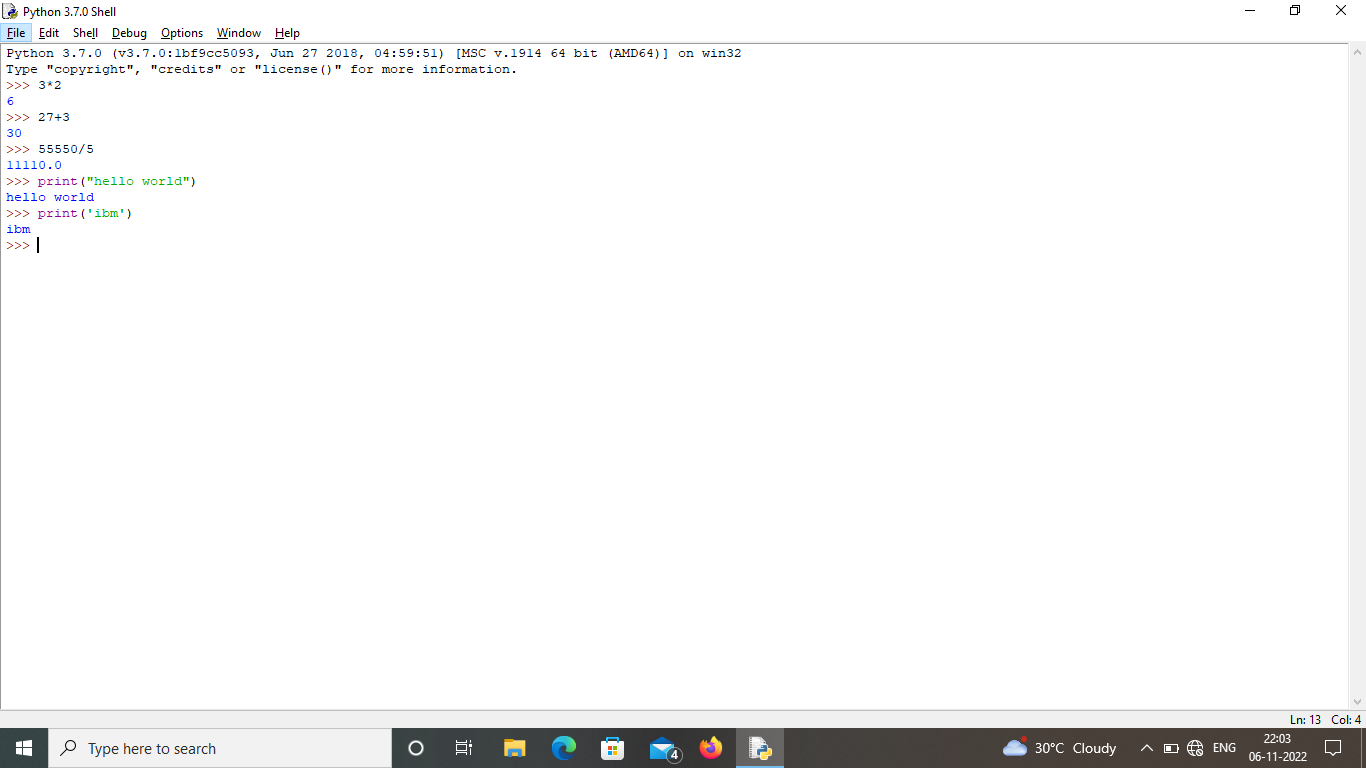 Python 3.7.0 Shell
File Edit Shell Debug Options Window Help
Python 3.7.0 (v3.7.0:1bf9cc5093, Jun 27 2018, 04:59:51) [MSC v.1914 64 bit (AMD64)] on win32
Type "copyright", "credits" or "license()" for more information.
>>> 3*2
6
>>> 27+3
30
>>> 55550/5
11110.0
>>> print("hello world")
hello world
>>> print('ibm')
ibm
>>>
Ln: 13 Col: 4
Type here to search
4
30°C Cloudy
ENG
22:03
06-11-2022